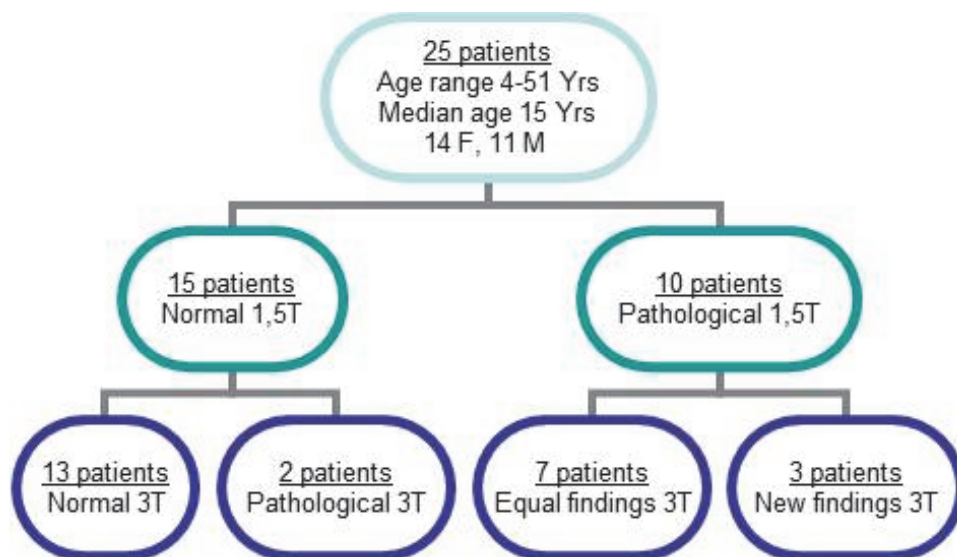 25 patients
Age range 4-51 Yrs
Median age 15 Yrs
14 F, 11 M
15 patients
Normal 1,5T
10 patients
Pathological 1,5T
13 patients
Normal 3T
2 patients
Pathological 3T
7 patients
Equal findings 3T
3 patients
New findings 3T